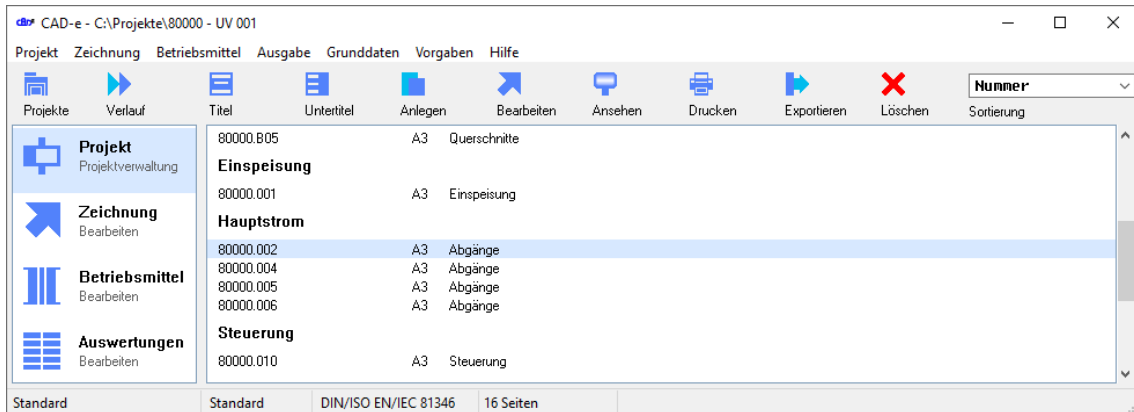 CAD-e - C:\Projekte\80000 - UV 001
Projekt Zeichnung Betriebsmittel Ausgabe Grunddaten Vorgaben Hilfe
Projekte Verlauf Titel Untertitel Anlegen Bearbeiten Ansehen Drucken Exportieren Löschen
Nummer
Sortierung
Projekt
Projektverwaltung
Zeichnung
Bearbeiten
Betriebsmittel
Bearbeiten
Auswertungen
Bearbeiten
80000.B05 A3 Querschnitte
Einspeisung
80000.001 A3 Einspeisung
Hauptstrom
80000.002 A3 Abgänge
80000.004 A3 Abgänge
80000.005 A3 Abgänge
80000.006 A3 Abgänge
Steuerung
80000.010 A3 Steuerung
Standard Standard DIN/ISO EN/IEC 81346 16 Seiten